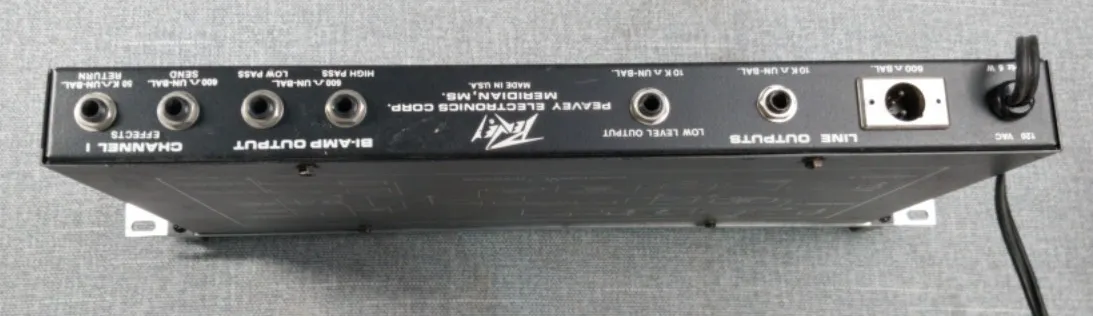 120 VAC
6 W
LINE OUTPUTS
600 Ω BAL
10 K Ω UN-BAL
LOW LEVEL OUTPUT
10 K Ω UN-BAL
PEAVEY
PEAVEY ELECTRONICS CORP.
MERIDIAN, MS.
MADE IN U.S.A.
BI-AMP OUTPUT
600 Ω UN-BAL
HIGH PASS
600 Ω UN-BAL
LOW PASS
CHANNEL I
EFFECTS
600 Ω UN-BAL
SEND
50 K Ω UN-BAL
RETURN